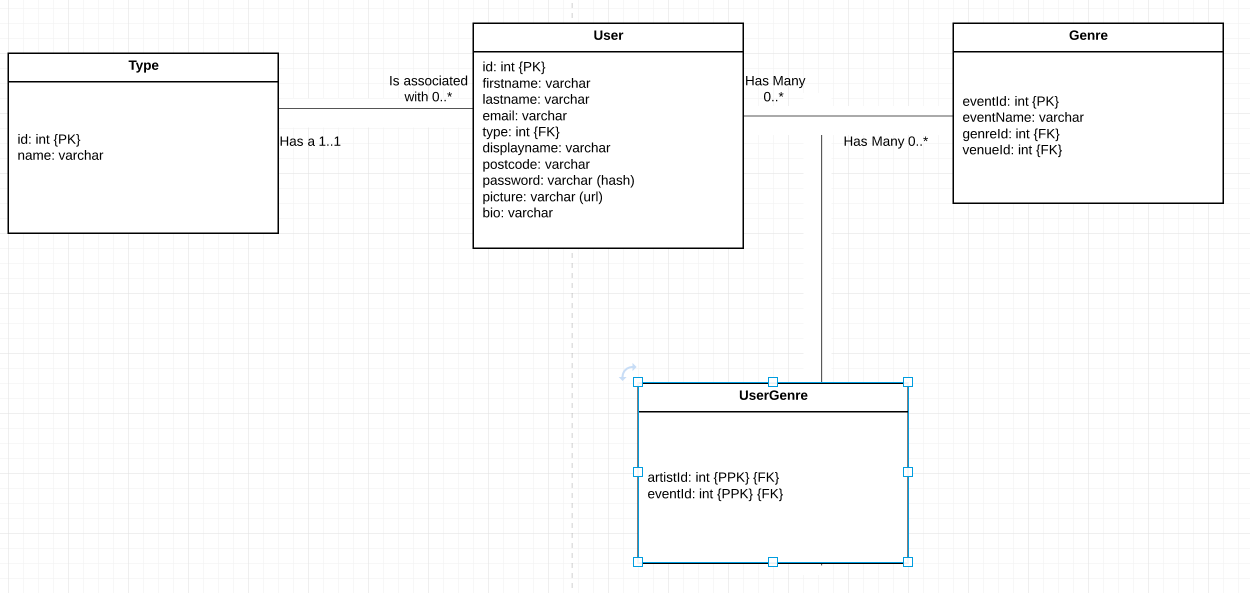 Type
id: int {PK}
name: varchar
Is associated
with 0..*
Has a 1..1
User
id: int {PK}
firstname: varchar
lastname: varchar
email: varchar
type: int {FK}
displayname: varchar
postcode: varchar
password: varchar (hash)
picture: varchar (url)
bio: varchar
Has Many
0..*
Has Many 0..*
Genre
eventId: int {PK}
eventName: varchar
genreId: int {FK}
venueId: int {FK}
UserGenre
artistId: int {PPK} {FK}
eventId: int {PPK} {FK}